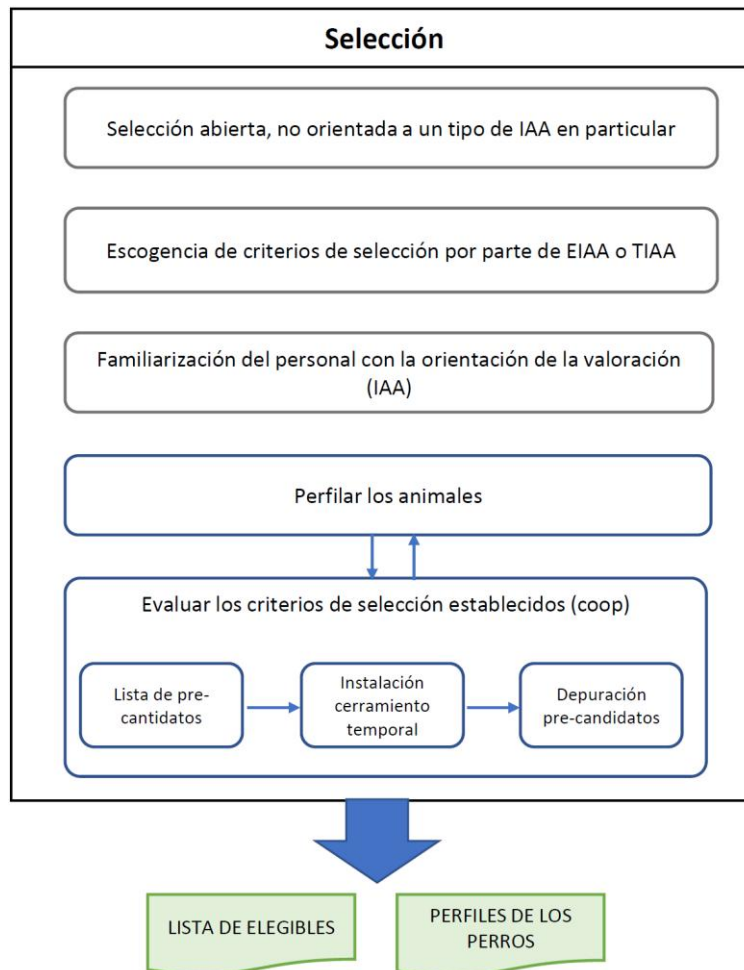 Selección
Selección abierta, no orientada a un tipo de IAA en particular
Escogencia de criterios de selección por parte de EIAA o TIAA
Familiarización del personal con la orientación de la valoración
(IAA)
Perfilar los animales
Evaluar los criterios de selección establecidos (coop)
Lista de pre-
cantidatos
Instalación
cerramiento
temporal
Depuración
pre-candidatos
LISTA DE ELEGIBLES
PERFILES DE LOS
PERROS